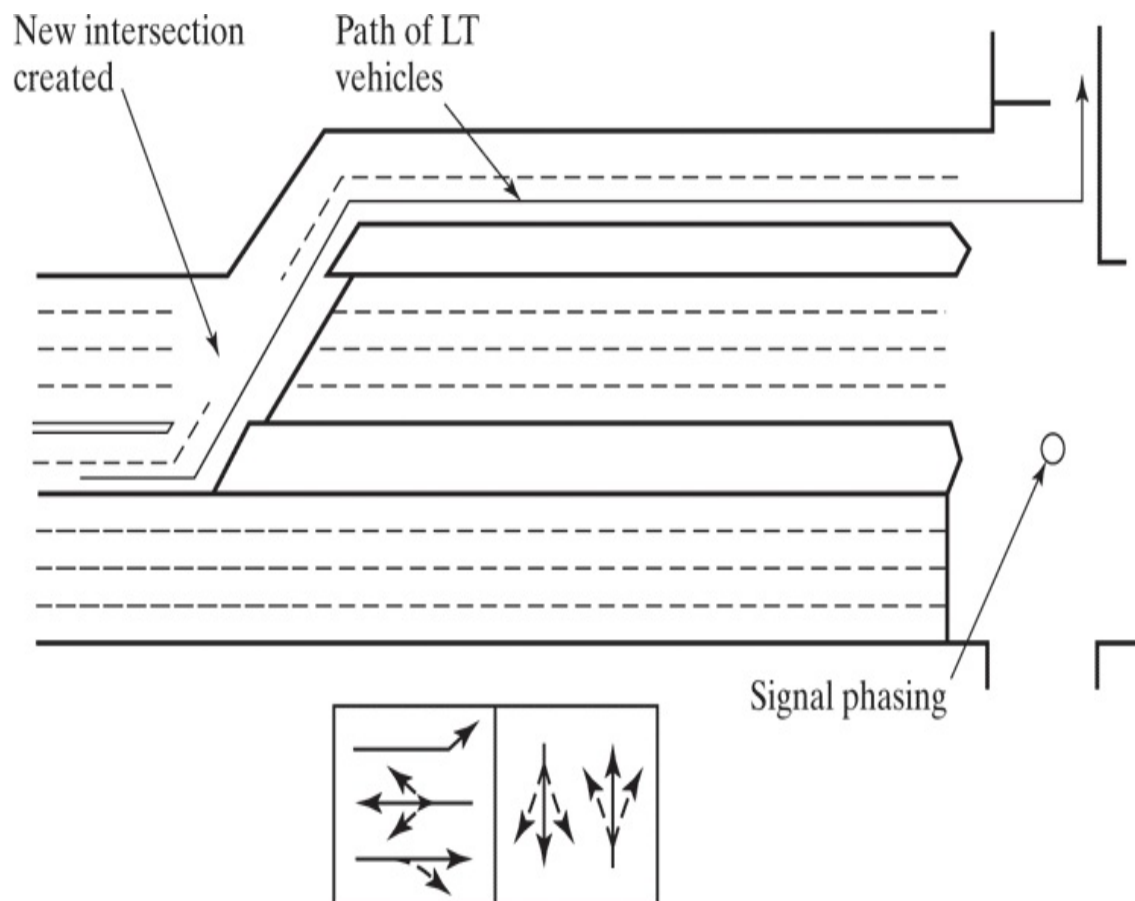 New intersection
created
Path of LT
vehicles
Signal phasing